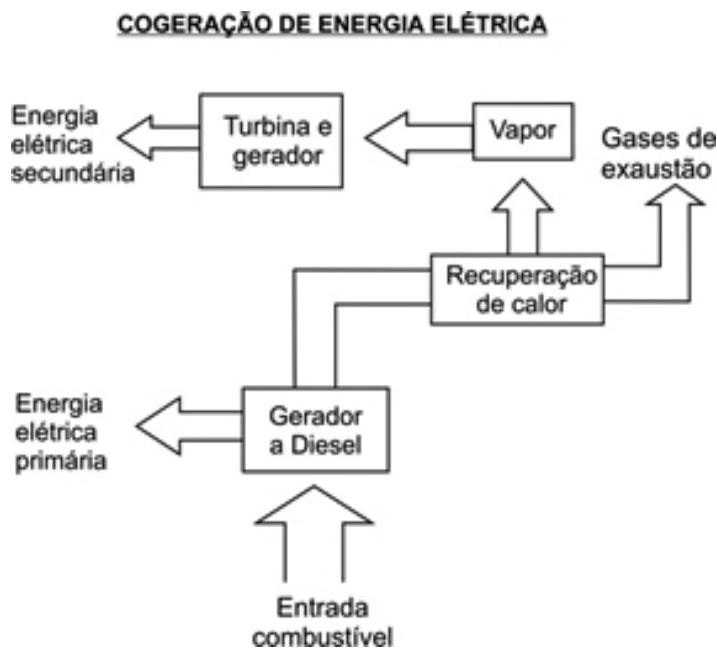 COGERAÇÃO DE ENERGIA ELÉTRICA
Energia
elétrica
secundária
Turbina e
gerador
Vapor
Gases de
exaustão
Recuperação
de calor
Energia
elétrica
primária
Gerador
a Diesel
Entrada
combustível